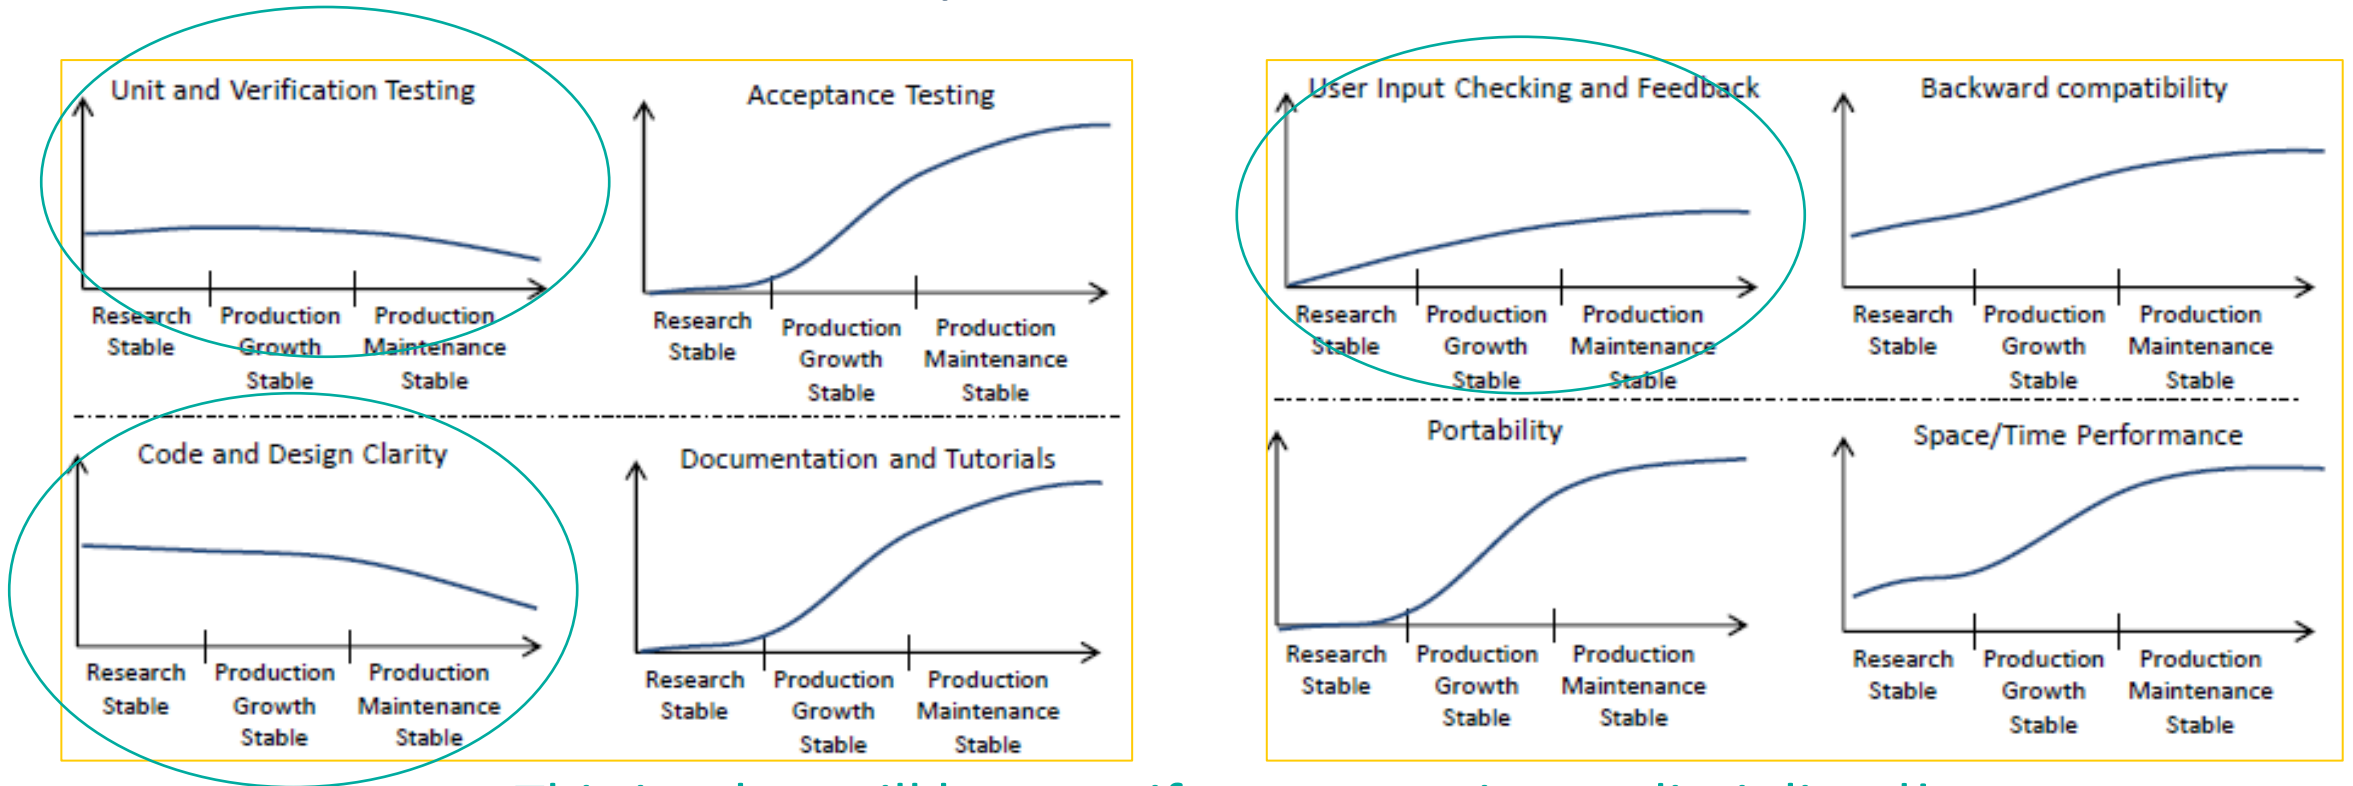 Unit and Verification Testing
Research
Stable
Production
Growth
Stable
Production
Maintenance
Stable
Acceptance Testing
Research
Stable
Production
Growth
Stable
Production
Maintenance
Stable
Code and Design Clarity
Research
Stable
Production
Growth
Stable
Production
Maintenance
Stable
Documentation and Tutorials
Research
Stable
Production
Growth
Stable
Production
Maintenance
Stable
User Input Checking and Feedback
Research
Stable
Production
Growth
Stable
Production
Maintenance
Stable
Backward compatibility
Research
Stable
Production
Growth
Stable
Production
Maintenance
Stable
Portability
Research
Stable
Production
Growth
Stable
Production
Maintenance
Stable
Space/Time Performance
Research
Stable
Production
Growth
Stable
Production
Maintenance
Stable